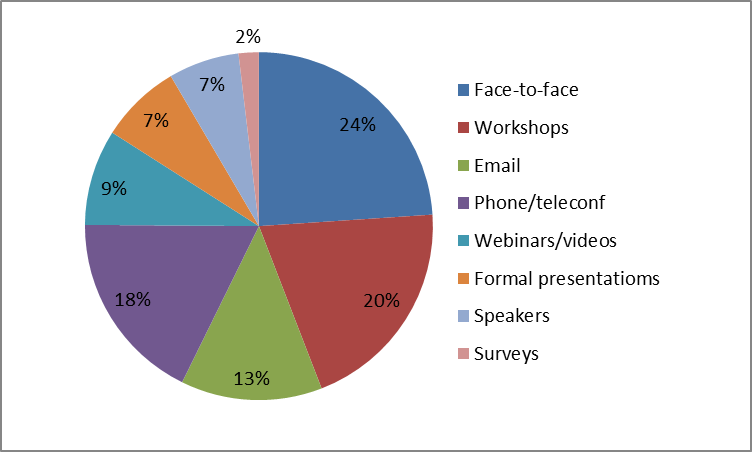 2%
7%
24%
7%
9%
20%
18%
13%
Face-to-face
Workshops
Email
Phone/teleconf
Webinars/videos
Formal presentatioms
Speakers
Surveys